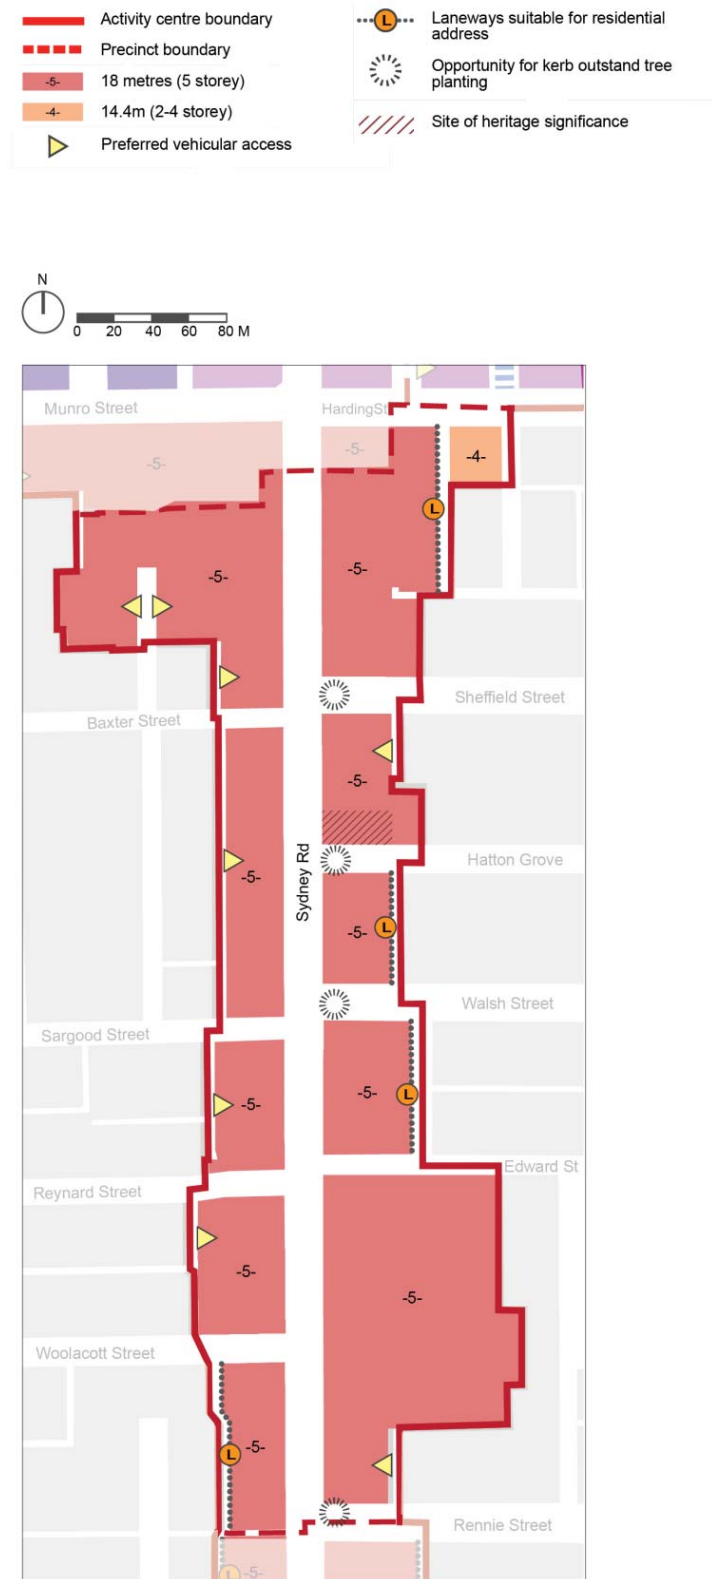 Activity centre boundary
Precinct boundary
-5- 18 metres (5 storey)
-4- 14.4m (2-4 storey)
Preferred vehicular access
L Laneways suitable for residential
address
Opportunity for kerb outstand tree
planting
Site of heritage significance
N
0 20 40 60 80 M
Munro Street
HardingSt
-5-
-5-
-4-
L
-5-
-5-
Sheffield Street
Baxter Street
-5-
Sydney Rd
Hatton Grove
-5-
-5-
L
Walsh Street
Sargood Street
-5-
L
-5-
Edward St
Reynard Street
-5-
-5-
Woolacott Street
L
-5-
Rennie Street
L
-5-